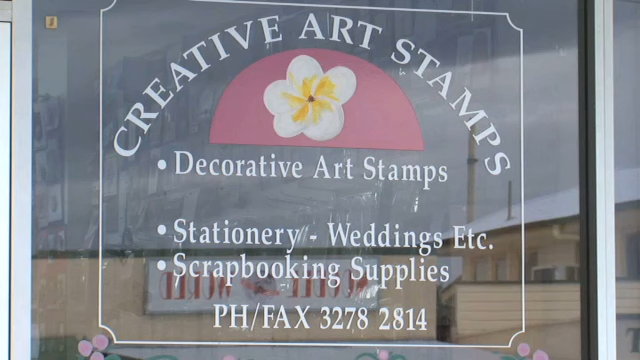 CREATIVE ART STAMPS
• Decorative Art Stamps
• Stationery - Weddings Etc.
• Scrapbooking Supplies
PH/FAX 3278 2814